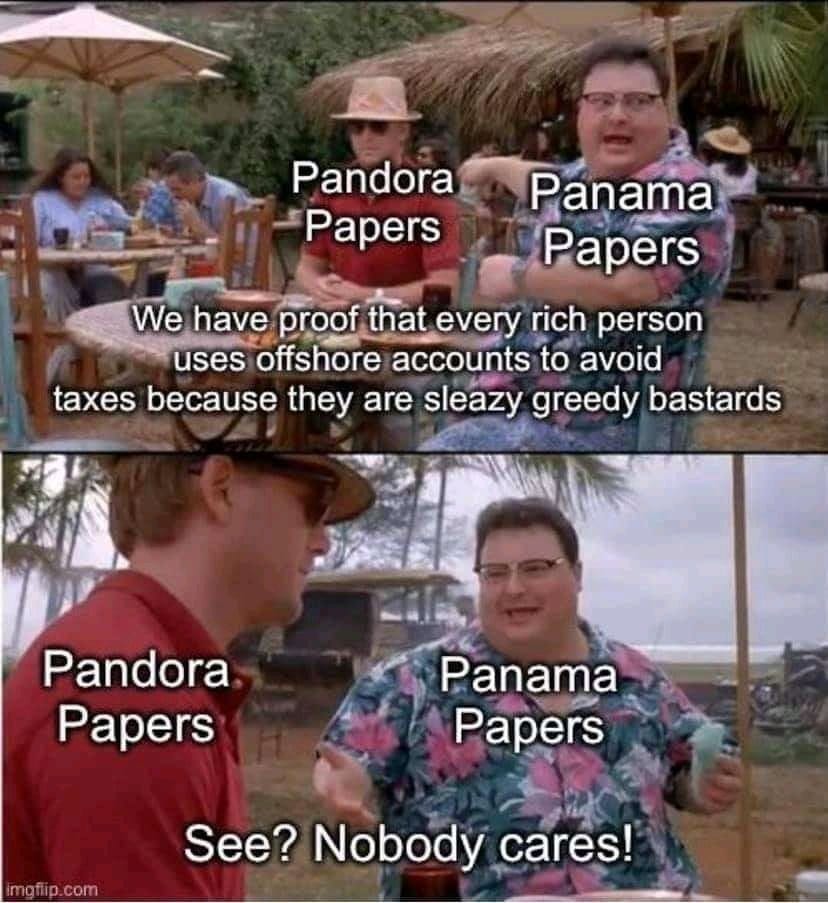 Pandora
Papers
Panama
Papers
We have proof that every rich person
uses offshore accounts to avoid
taxes because they are sleazy greedy bastards
Pandora
Papers
Panama
Papers
See? Nobody cares!
imgflip.com